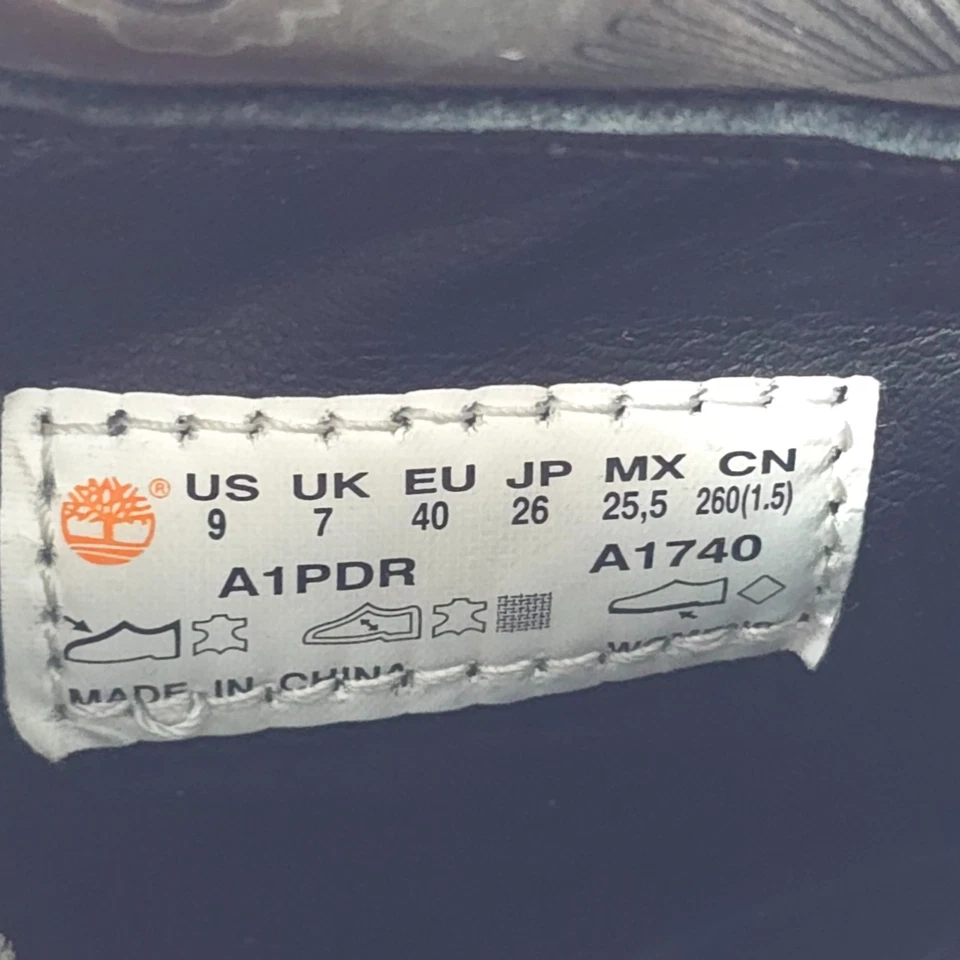 ® US UK EU JP MX CN
9 7 40 26 25,5 260(1.5)
A1PDR A1740
MADE IN CHINA